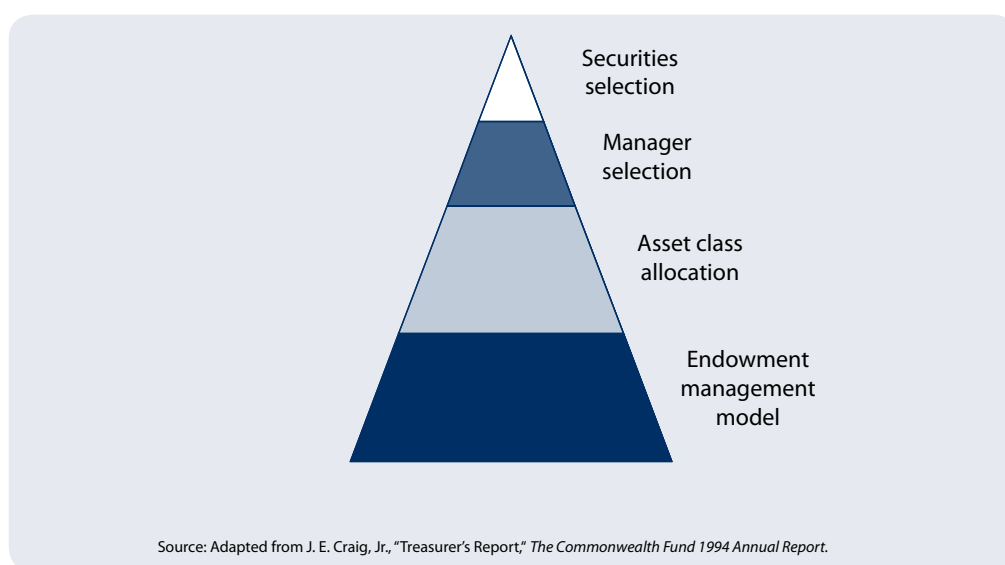 Securities
selection
Manager
selection
Asset class
allocation
Endowment
management
model
Source: Adapted from J. E. Craig, Jr., “Treasurer’s Report,“ The Commonwealth Fund 1994 Annual Report.